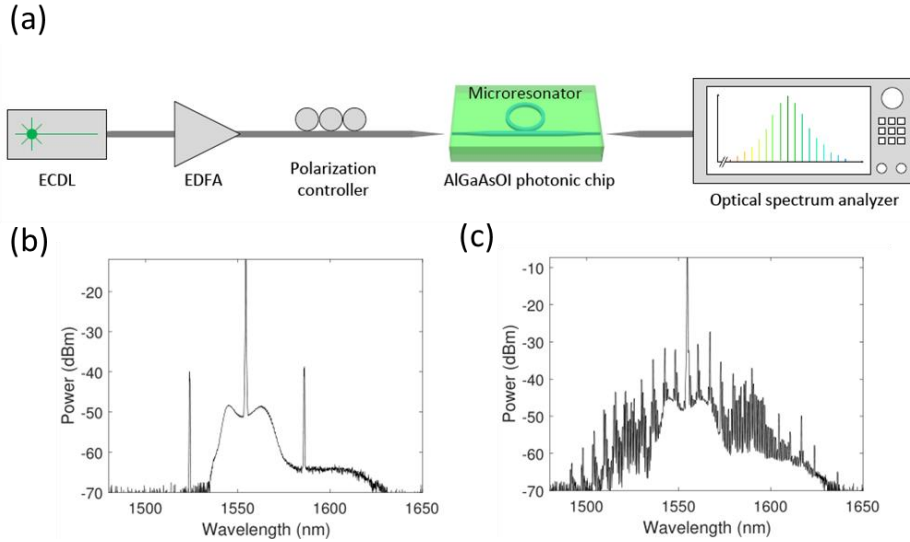 (a)
Microresonator
ECDL
EDFA
Polarization
controller
AlGaAsOI photonic chip
Optical spectrum analyzer
(b)
-20
-30
-40
-50
-60
-70
Power (dBm)
1500
1550
1600
1650
Wavelength (nm)
(c)
-10
-20
-30
-40
-50
-60
-70
Power (dBm)
1500
1550
1600
1650
Wavelength (nm)